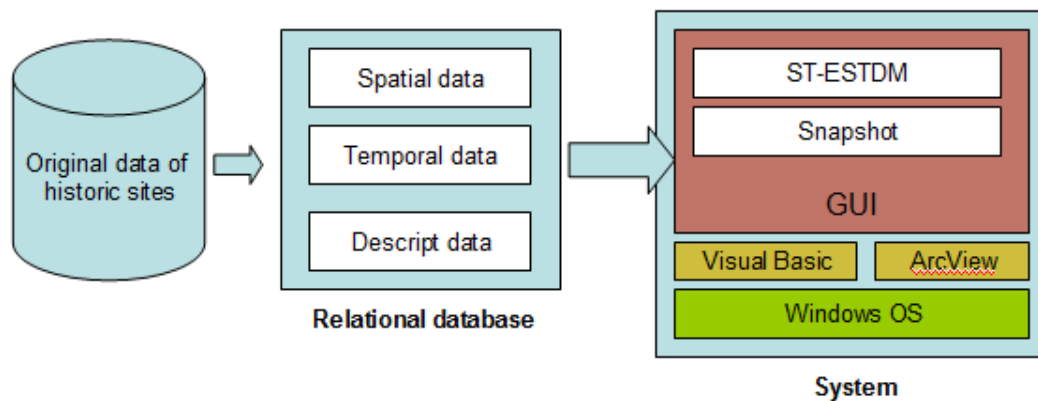 Original data of
historic sites
Spatial data
Temporal data
Descript data
Relational database
ST-ESTDM
Snapshot
GUI
Visual Basic
ArcView
Windows OS
System